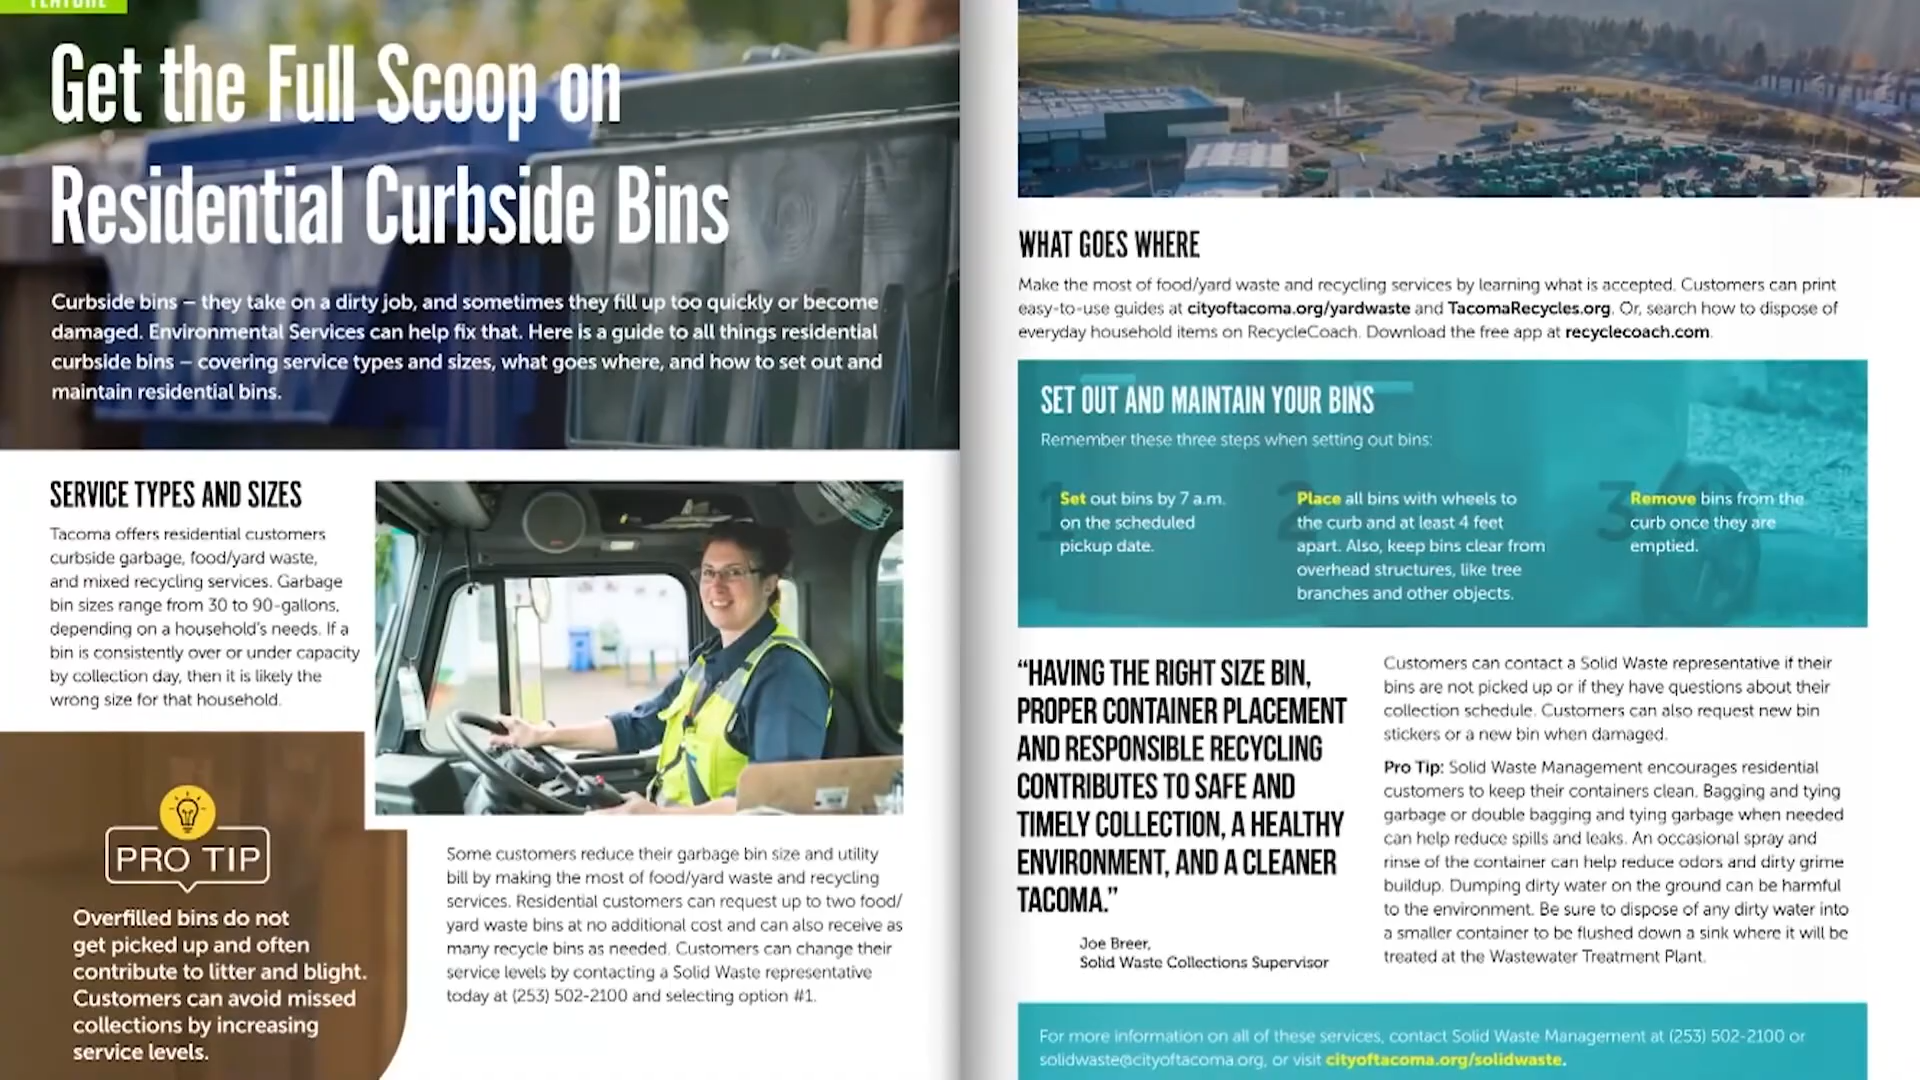 FEATURE
Get the Full Scoop on
Residential Curbside Bins
Curbside bins – they take on a dirty job, and sometimes they fill up too quickly or become
damaged. Environmental Services can help fix that. Here is a guide to all things residential
curbside bins – covering service types and sizes, what goes where, and how to set out and
maintain residential bins.
SERVICE TYPES AND SIZES
Tacoma offers residential customers
curbside garbage, food/yard waste,
and mixed recycling services. Garbage
bin sizes range from 30 to 90-gallons,
depending on a household's needs. If a
bin is consistently over or under capacity
by collection day, then it is likely the
wrong size for that household.
PRO TIP
Overfilled bins do not
get picked up and often
contribute to litter and blight.
Customers can avoid missed
collections by increasing
service levels.
Some customers reduce their garbage bin size and utility
bill by making the most of food/yard waste and recycling
services. Residential customers can request up to two food/
yard waste bins at no additional cost and can also receive as
many recycle bins as needed. Customers can change their
service levels by contacting a Solid Waste representative
today at (253) 502-2100 and selecting option #1.
WHAT GOES WHERE
Make the most of food/yard waste and recycling services by learning what is accepted. Customers can print
easy-to-use guides at cityoftacoma.org/yardwaste and TacomaRecycles.org. Or, search how to dispose of
everyday household items on RecycleCoach. Download the free app at recyclecoach.com.
SET OUT AND MAINTAIN YOUR BINS
Remember these three steps when setting out bins:
1
Set out bins by 7 a.m.
on the scheduled
pickup date.
2
Place all bins with wheels to
the curb and at least 4 feet
apart. Also, keep bins clear from
overhead structures, like tree
branches and other objects.
3
Remove bins from the
curb once they are
emptied.
“HAVING THE RIGHT SIZE BIN,
PROPER CONTAINER PLACEMENT
AND RESPONSIBLE RECYCLING
CONTRIBUTES TO SAFE AND
TIMELY COLLECTION, A HEALTHY
ENVIRONMENT, AND A CLEANER
TACOMA.”
Joe Breer,
Solid Waste Collections Supervisor
Customers can contact a Solid Waste representative if their
bins are not picked up or if they have questions about their
collection schedule. Customers can also request new bin
stickers or a new bin when damaged.
Pro Tip: Solid Waste Management encourages residential
customers to keep their containers clean. Bagging and tying
garbage or double bagging and tying garbage when needed
can help reduce spills and leaks. An occasional spray and
rinse of the container can help reduce odors and dirty grime
buildup. Dumping dirty water on the ground can be harmful
to the environment. Be sure to dispose of any dirty water into
a smaller container to be flushed down a sink where it will be
treated at the Wastewater Treatment Plant.
For more information on all of these services, contact Solid Waste Management at (253) 502-2100 or
solidwaste@cityoftacoma.org, or visit cityoftacoma.org/solidwaste.